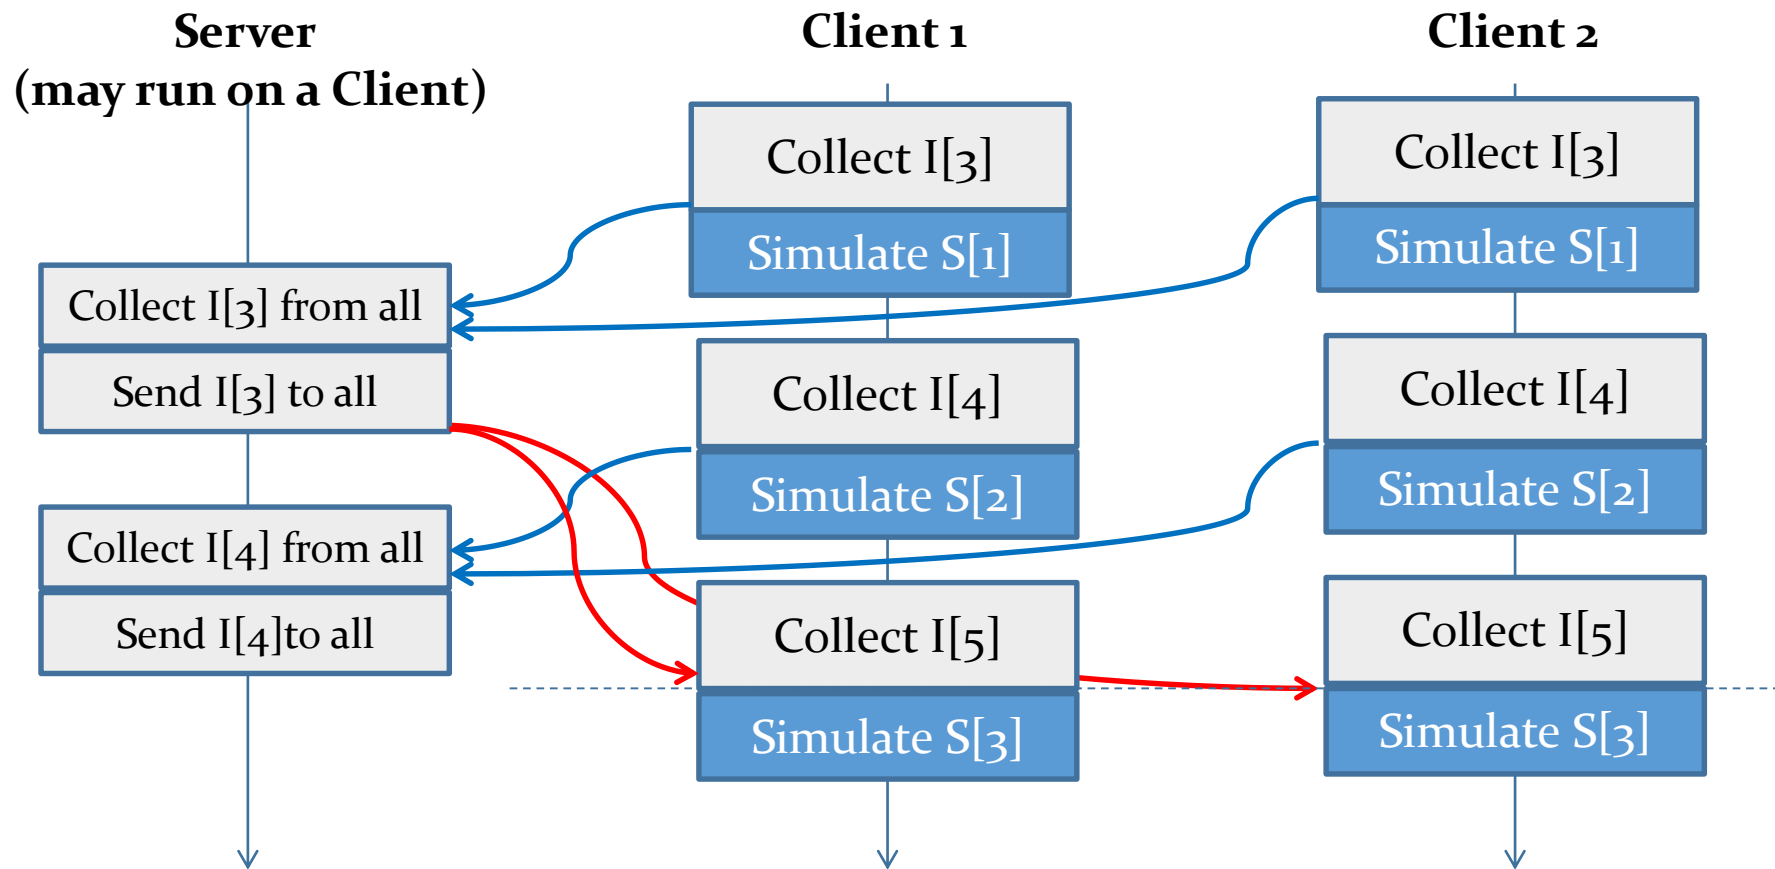 Server
(may run on a Client)
Collect I[3] from all
Send I[3] to all
Collect I[4] from all
Send I[4]to all
Client 1
Collect I[3]
Simulate S[1]
Collect I[4]
Simulate S[2]
Collect I[5]
Simulate S[3]
Client 2
Collect I[3]
Simulate S[1]
Collect I[4]
Simulate S[2]
Collect I[5]
Simulate S[3]